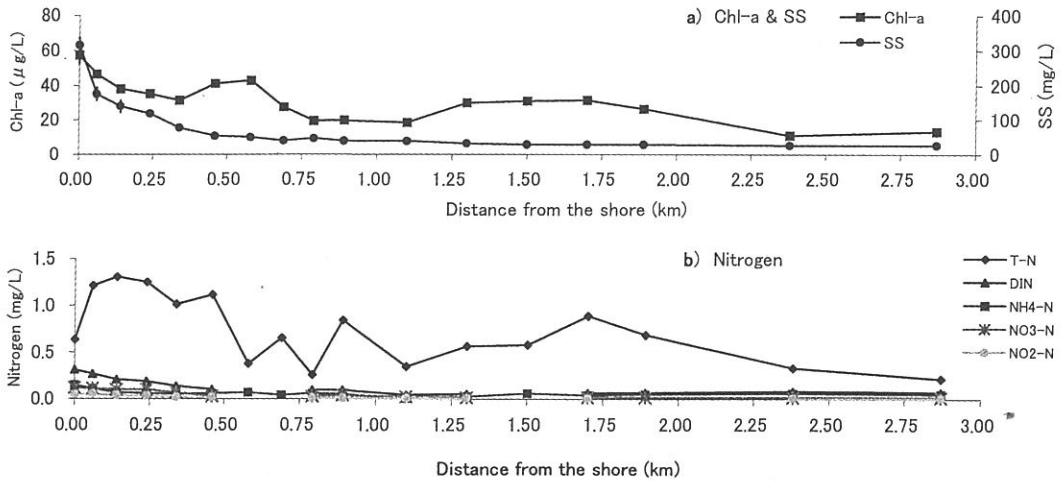 a) Chl-a & SS
Chl-a
SS
80
60
40
20
0
Chl-a (μg/L)
400
300
200
100
0
SS (mg/L)
0.00 0.25 0.50 0.75 1.00 1.25 1.50 1.75 2.00 2.25 2.50 2.75 3.00
Distance from the shore (km)
b) Nitrogen
T-N
DIN
NH4-N
NO3-N
NO2-N
1.5
1.0
0.5
0.0
Nitrogen (mg/L)
0.00 0.25 0.50 0.75 1.00 1.25 1.50 1.75 2.00 2.25 2.50 2.75 3.00
Distance from the shore (km)